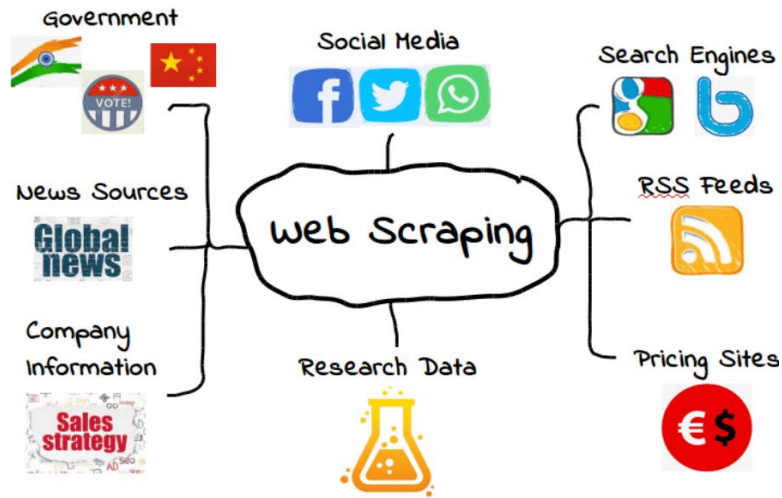 Government
VOTE!
Social Media
Search Engines
News Sources
Global
news
Web Scraping
RSS Feeds
Company
Information
Sales
strategy
Research Data
Pricing Sites
€ $